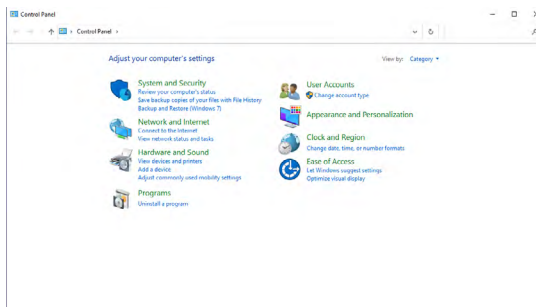 Control Panel
Control Panel
Adjust your computer's settings
View by: Category
System and Security
Review your computer's status
Save backup copies of your files with File History
Backup and Restore (Windows 7)
Network and Internet
Connect to the Internet
View network status and tasks
Hardware and Sound
View devices and printers
Add a device
Adjust commonly used mobility settings
Programs
Uninstall a program
User Accounts
Change account type
Appearance and Personalization
Clock and Region
Change date, time, or number formats
Ease of Access
Let Windows suggest settings
Optimize visual display